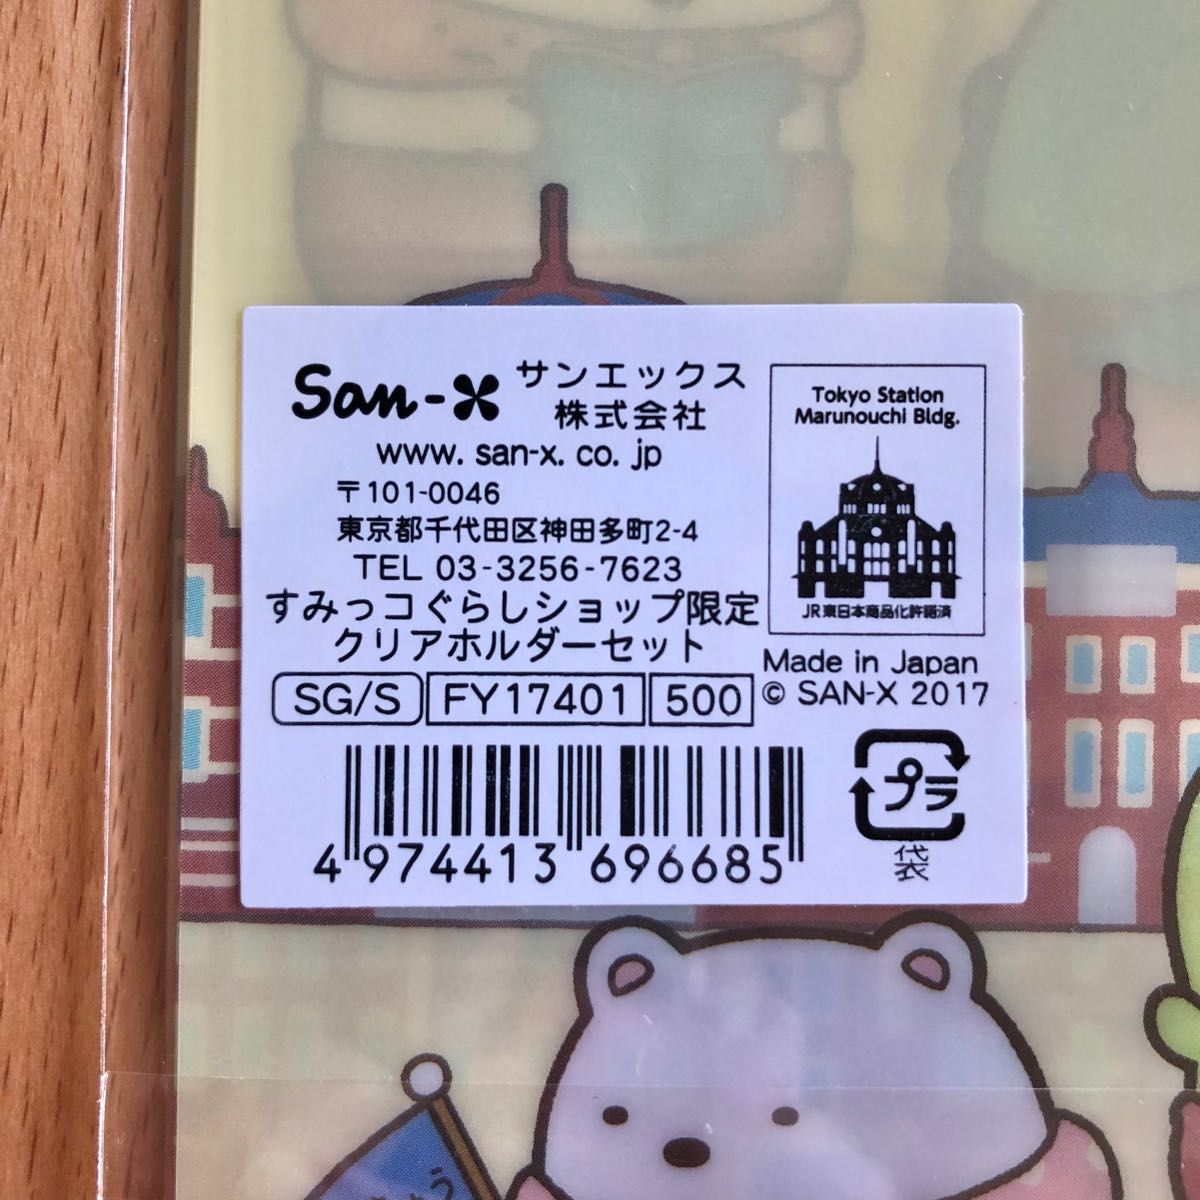 San-X サンエックス
株式会社
www. san-x. co. jp
〒101-0046
東京都千代田区神田多町2-4
TEL 03-3256-7623
すみっコぐらしショップ限定
クリアホルダーセット
SG/S FY17401 500
Tokyo Station
Marunouchi Bldg.
JR東日本商品化許諾済
Made in Japan
© SAN-X 2017
4 974413 696685
プラ
袋